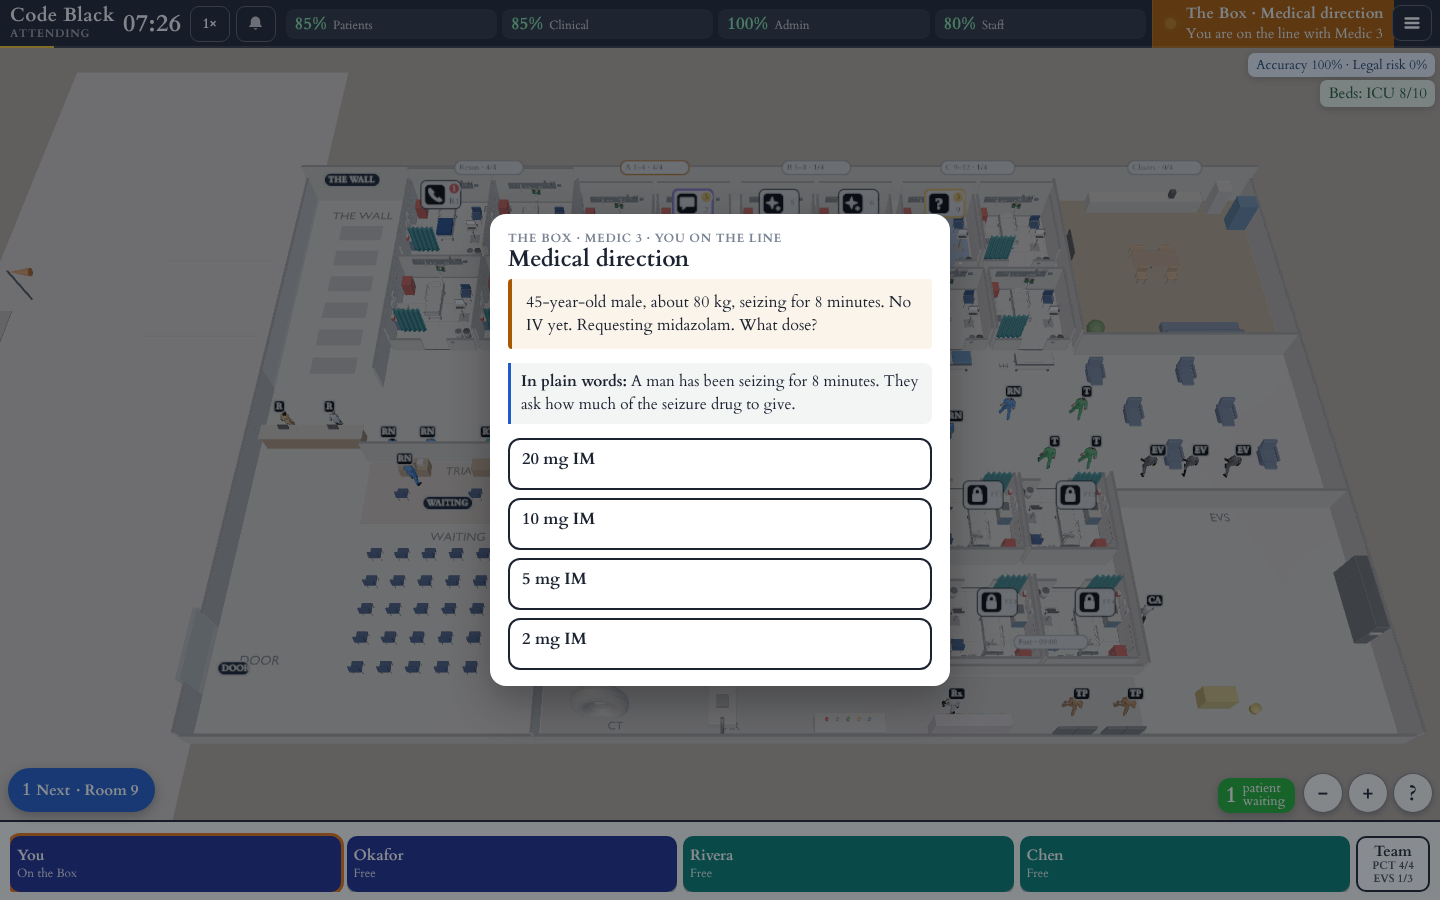 Code Black
ATTENDING
07:26
1×
85% Patients
85% Clinical
100% Admin
80% Staff
The Box · Medical direction
You are on the line with Medic 3
Accuracy 100% · Legal risk 0%
Beds: ICU 8/10
THE WALL
THE WALL
THE BOX · MEDIC 3 · YOU ON THE LINE
Medical direction
45-year-old male, about 80 kg, seizing for 8 minutes. No
IV yet. Requesting midazolam. What dose?
In plain words: A man has been seizing for 8 minutes. They
ask how much of the seizure drug to give.
20 mg IM
10 mg IM
5 mg IM
2 mg IM
R
R
RN
RN
RN
RN
T
T
T
EV
EV
EV
WAITING
WAITING
EVS
CA
DOOR
Rx
TP
TP
CT
1 Next · Room 9
1 patient
waiting
−
+
?
You
On the Box
Okafor
Free
Rivera
Free
Chen
Free
Team
PCT 4/4
EVS 1/3